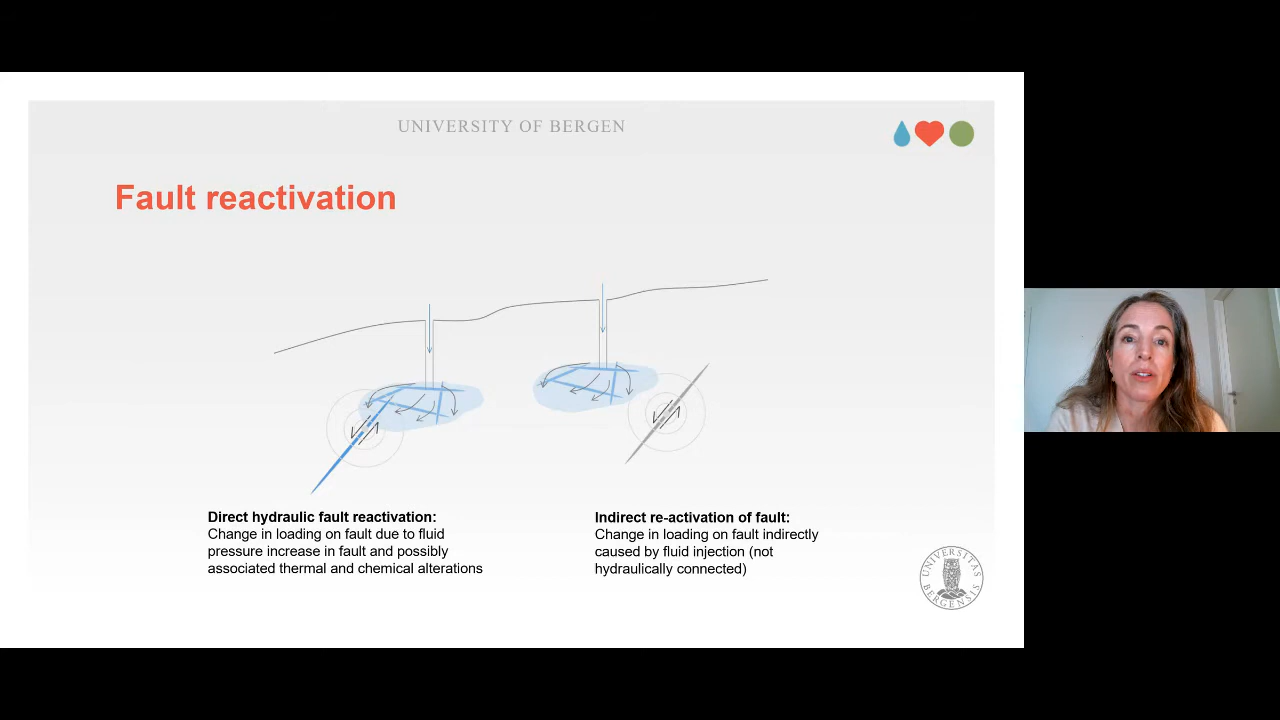 UNIVERSITY OF BERGEN
Fault reactivation
Direct hydraulic fault reactivation:
Change in loading on fault due to fluid
pressure increase in fault and possibly
associated thermal and chemical alterations
Indirect re-activation of fault:
Change in loading on fault indirectly
caused by fluid injection (not
hydraulically connected)
UNIVERSITAS
BERGENSIS